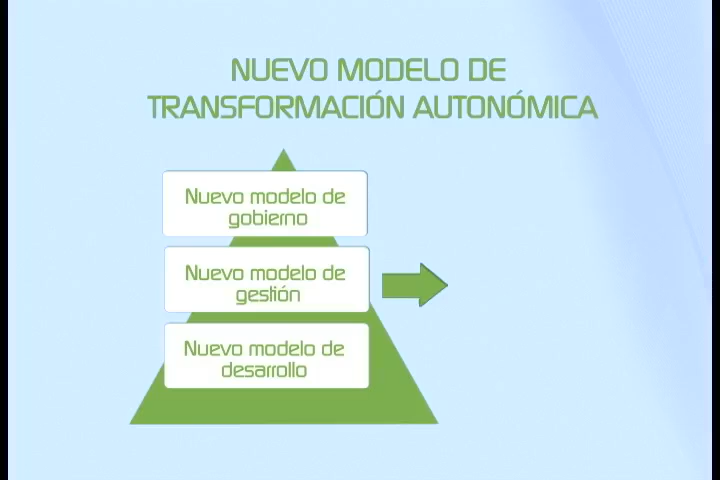 NUEVO MODELO DE
TRANSFORMACIÓN AUTONÓMICA
Nuevo modelo de
gobierno
Nuevo modelo de
gestión
Nuevo modelo de
desarrollo